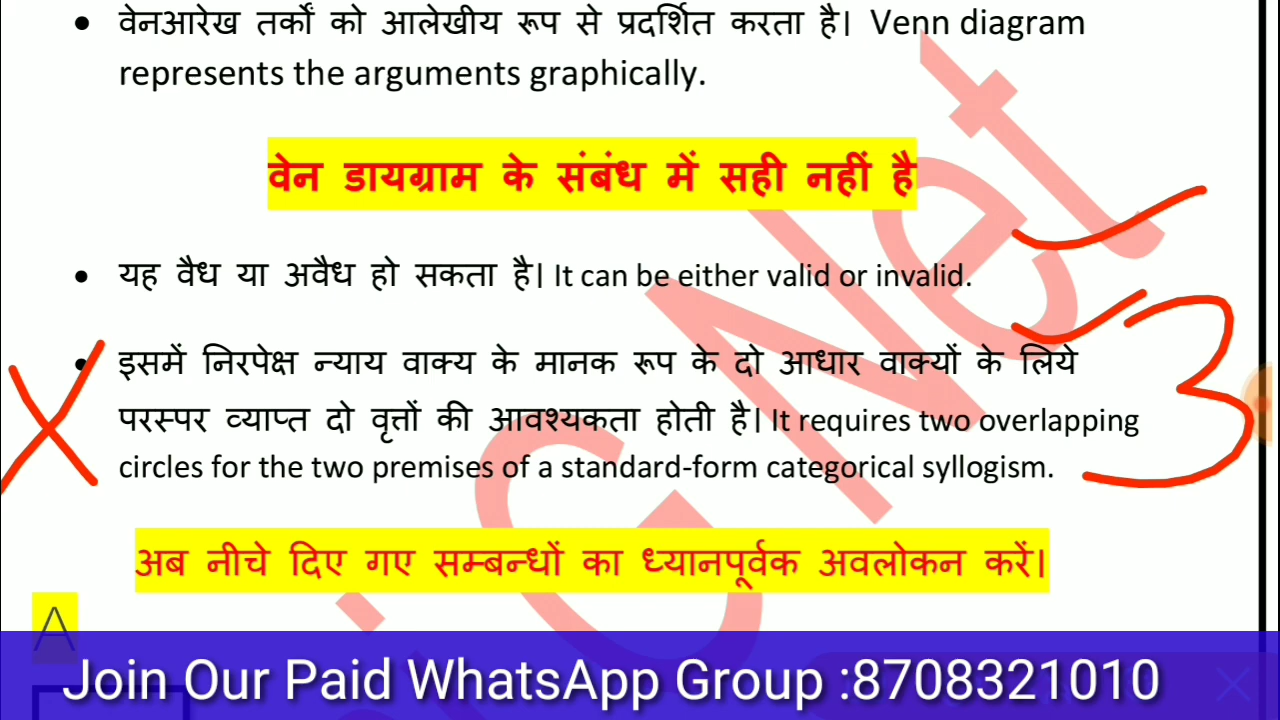 • वेनआरेख तर्कों को आलेखीय रूप से प्रदर्शित करता है। Venn diagram
represents the arguments graphically.
वेन डायग्राम के संबंध में सही नहीं है
• यह वैध या अवैध हो सकता है। It can be either valid or invalid.
• इसमें निरपेक्ष न्याय वाक्य के मानक रूप के दो आधार वाक्यों के लिये
परस्पर व्याप्त दो वृत्तों की आवश्यकता होती है। It requires two overlapping
circles for the two premises of a standard-form categorical syllogism.
3
अब नीचे दिए गए सम्बन्धों का ध्यानपूर्वक अवलोकन करें।
A
Join Our Paid WhatsApp Group :8708321010